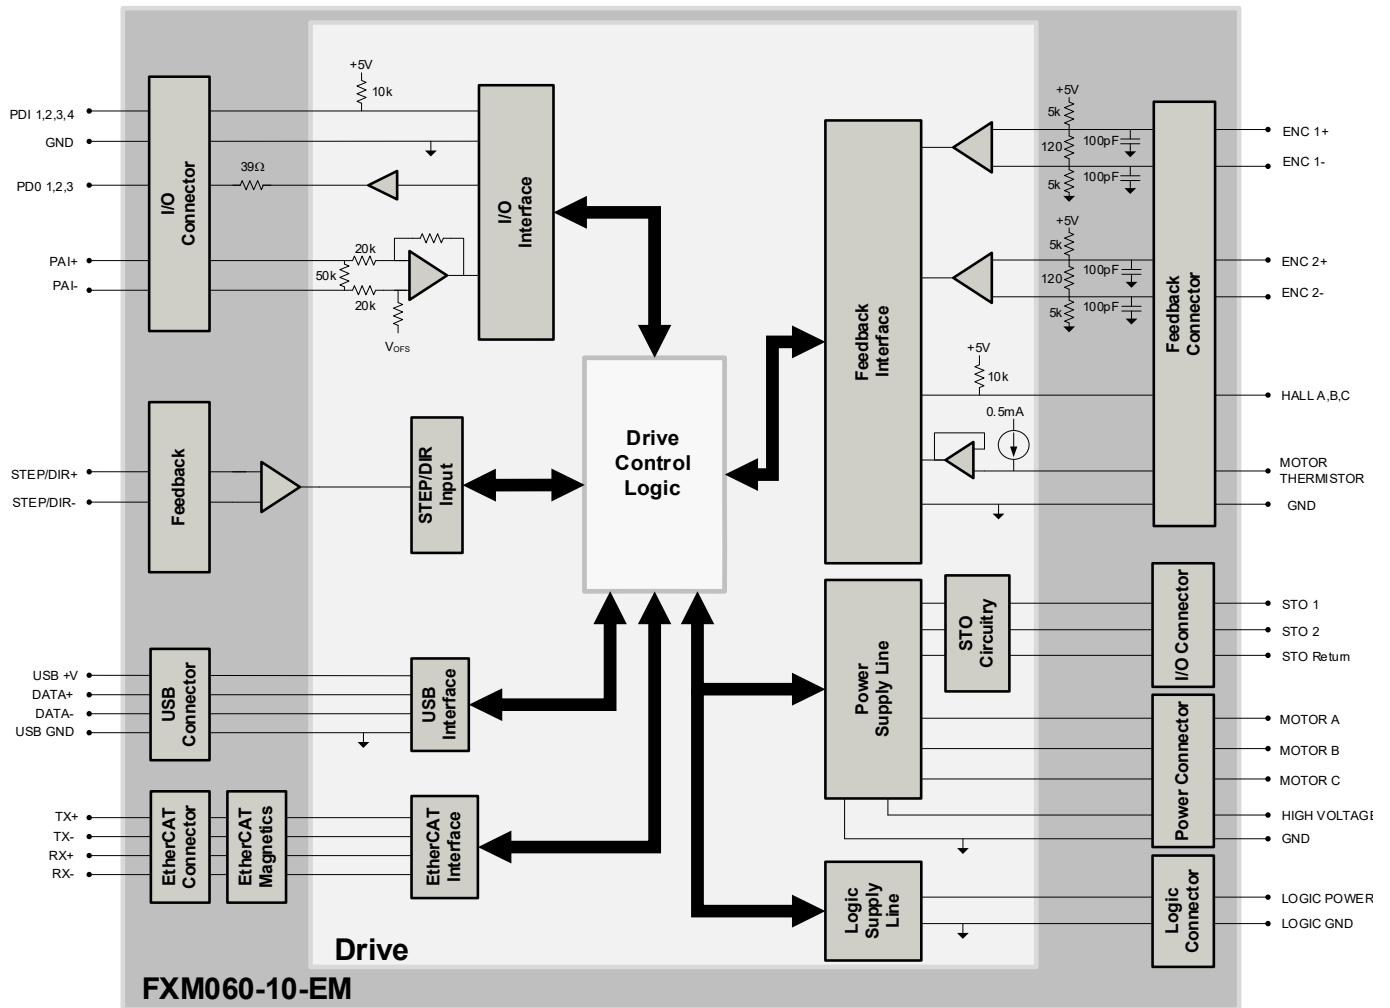 +5V
10k
PDI 1,2,3,4
GND
39Ω
PD0 1,2,3
PAI+
PAI-
20k
50k
20k
VOFS
I/O
Connector
I/O
Interface
STEP/DIR+
STEP/DIR-
Feedback
STEP/DIR
Input
Drive
Control
Logic
USB +V
DATA+
DATA-
USB GND
USB
Connector
USB
Interface
TX+
TX-
RX+
RX-
EtherCAT
Connector
EtherCAT
Magnetics
EtherCAT
Interface
Feedback
Interface
+5V
5k
120
5k
100pF
100pF
ENC 1+
ENC 1-
+5V
5k
120
5k
100pF
100pF
ENC 2+
ENC 2-
Feedback
Connector
+5V
10k
HALL A,B,C
0.5mA
MOTOR
THERMISTOR
GND
Power
Supply Line
STO
Circuitry
I/O Connector
STO 1
STO 2
STO Return
Power Connector
MOTOR A
MOTOR B
MOTOR C
HIGH VOLTAGE
GND
Logic
Supply
Line
Logic
Connector
LOGIC POWER
LOGIC GND
Drive
FXM060-10-EM